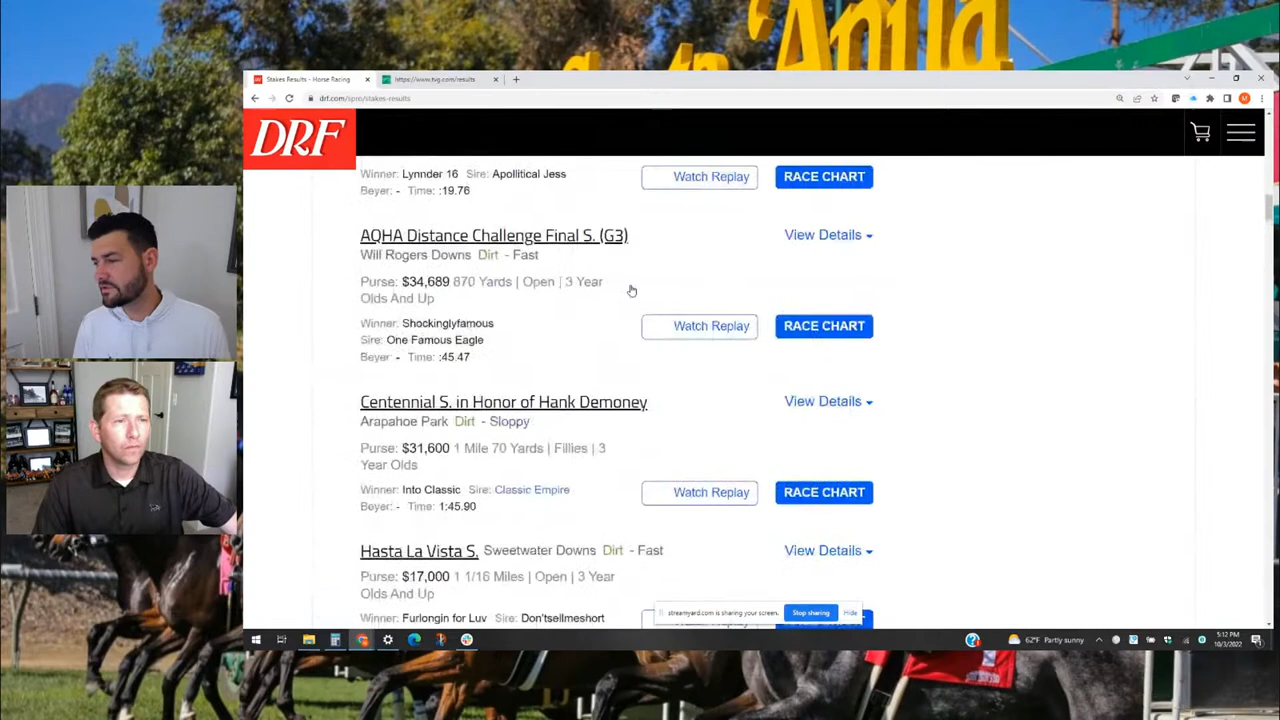 'Anita
Stakes Results - Horse Racing
https://www.tvg.com/results
drf.com/ipro/stakes-results
DRF
Winner: Lynnder 16 Sire: Apollitical Jess
Watch Replay
RACE CHART
Beyer: - Time: :19.76
AQHA Distance Challenge Final S. (G3)
View Details
Will Rogers Downs Dirt - Fast
Purse: $34,689 870 Yards | Open | 3 Year
Olds And Up
Winner: Shockinglyfamous
Watch Replay
RACE CHART
Sire: One Famous Eagle
Beyer: - Time: :45.47
Centennial S. in Honor of Hank Demoney
View Details
Arapahoe Park Dirt - Sloppy
Purse: $31,600 1 Mile 70 Yards | Fillies | 3
Year Olds
Winner: Into Classic Sire: Classic Empire
Watch Replay
RACE CHART
Beyer: - Time: 1:45.90
Hasta La Vista S. Sweetwater Downs Dirt - Fast
View Details
Purse: $17,000 1 1/16 Miles | Open | 3 Year
Olds And Up
Winner: Furlongin for Luv Sire: Don'tsellmeshort
streamyard.com is sharing your screen.
Stop sharing
Hide
62°F Partly sunny
5:12 PM
10/3/2022